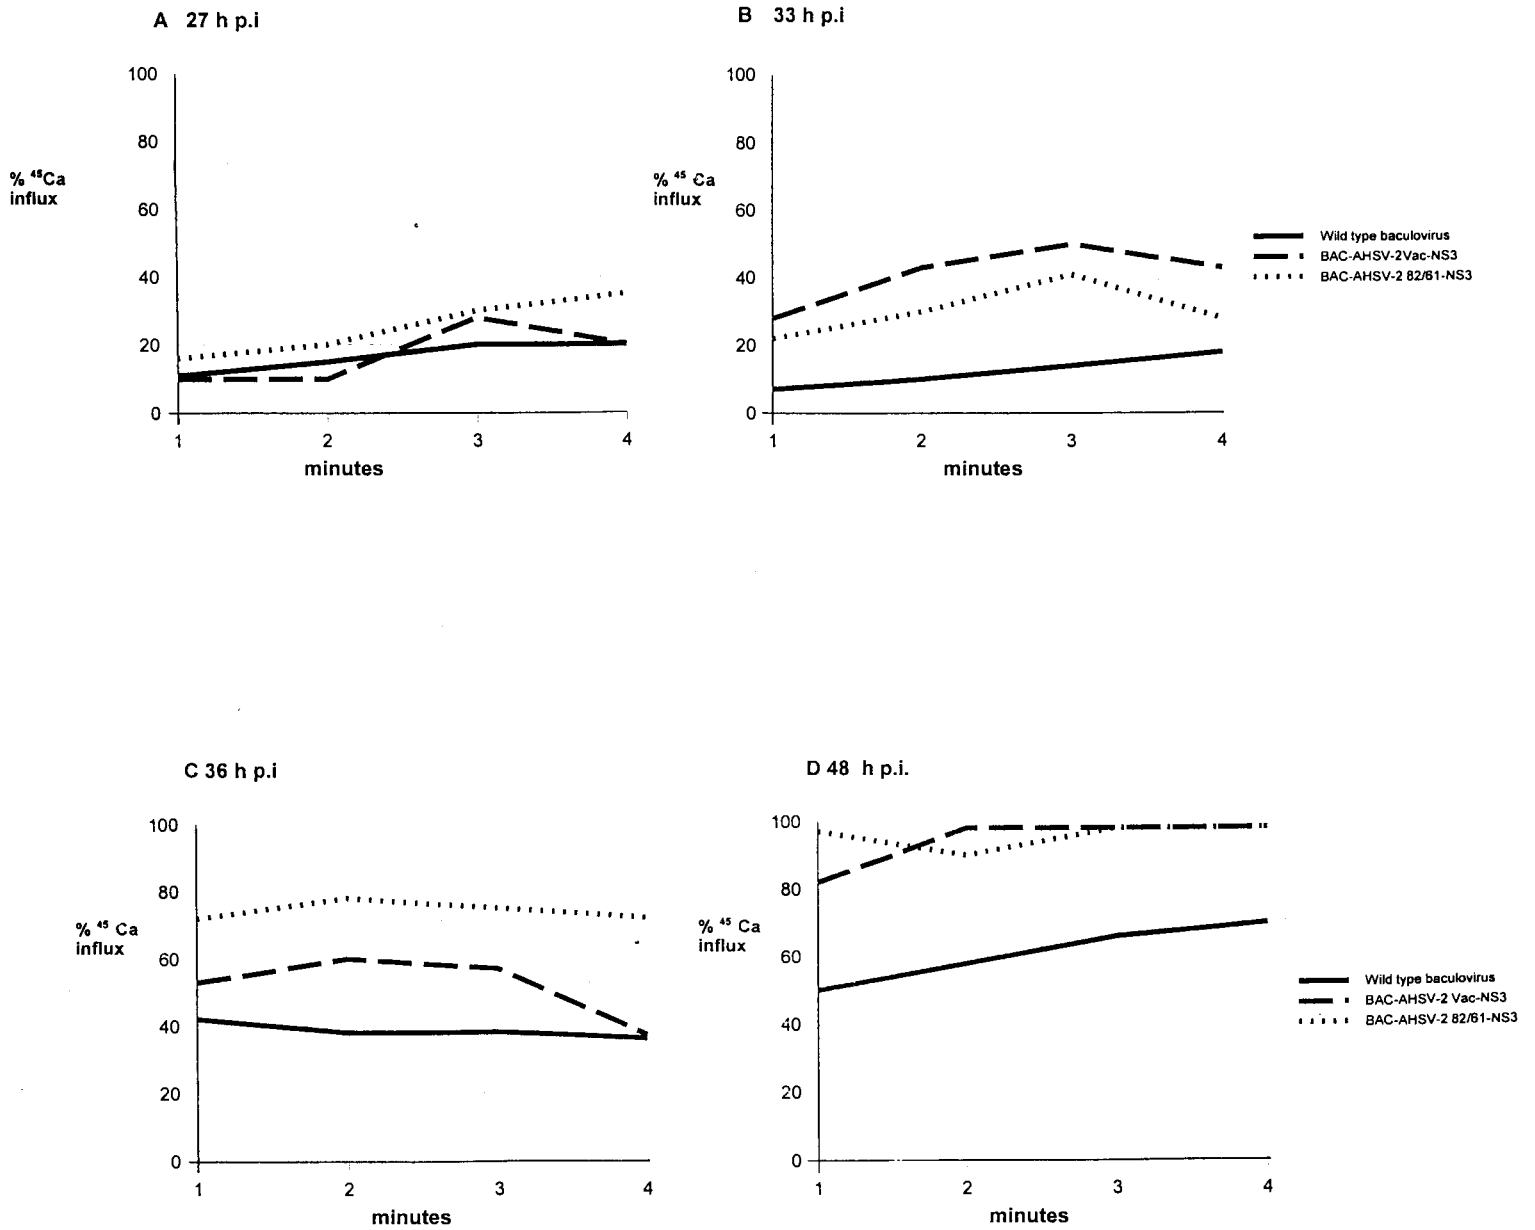 A 27 h p.i
100
80
% ⁴⁵Ca
influx
60
40
20
0
1 2 3 4
minutes
B 33 h p.i
100
80
% ⁴⁵ Ca
influx
60
40
20
0
1 2 3 4
minutes
Wild type baculovirus
BAC-AHSV-2Vac-NS3
BAC-AHSV-2 82/61-NS3
C 36 h p.i
100
80
% ⁴⁵ Ca
influx
60
40
20
0
1 2 3 4
minutes
D 48 h p.i.
100
80
% ⁴⁵ Ca
influx
60
40
20
0
1 2 3 4
minutes
Wild type baculovirus
BAC-AHSV-2 Vac-NS3
BAC-AHSV-2 82/61-NS3